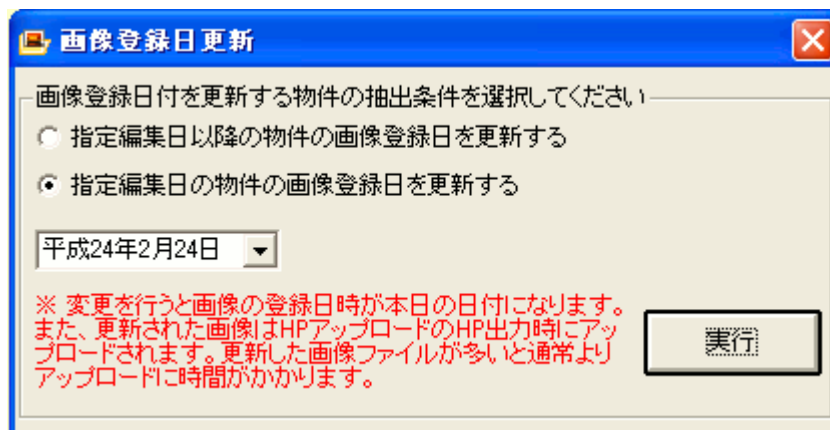 画像登録日更新
画像登録日付を更新する物件の抽出条件を選択してください
指定編集日以降の物件の画像登録日を更新する
指定編集日の物件の画像登録日を更新する
平成24年2月24日
※ 変更を行うと画像の登録日時が本日の日付になります。
また、更新された画像はHPアップロードのHP出力時にアッ
プロードされます。更新した画像ファイルが多いと通常より
アップロードに時間がかかります。
実行